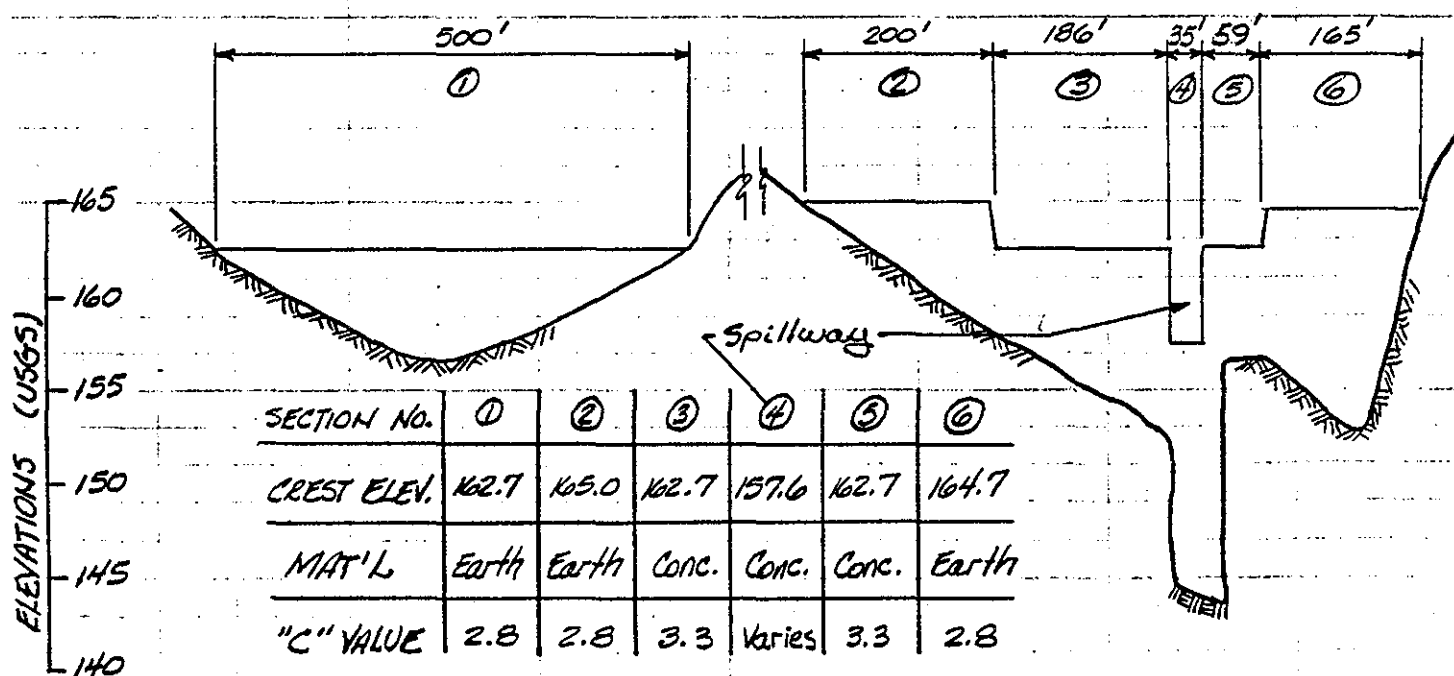 500' 200' 186' 35' 59' 165'
① ② ③ ④ ⑤ ⑥
165
160
155
150
145
140
ELEVATIONS (USGS)
Spillway
SECTION NO. ① ② ③ ④ ⑤ ⑥
CREST ELEV. 162.7 165.0 162.7 157.6 162.7 164.7
MAT'L Earth Earth Conc. Conc. Conc. Earth
"C" VALUE 2.8 2.8 3.3 Varies 3.3 2.8